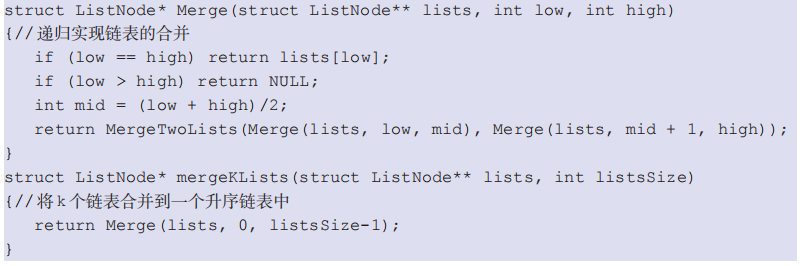 struct ListNode* Merge(struct ListNode** lists, int low, int high)
{//递归实现链表的合并
if (low == high) return lists[low];
if (low > high) return NULL;
int mid = (low + high)/2;
return MergeTwoLists(Merge(lists, low, mid), Merge(lists, mid + 1, high));
}
struct ListNode* mergeKLists(struct ListNode** lists, int listsSize)
{//将k个链表合并到一个升序链表中
return Merge(lists, 0, listsSize-1);
}